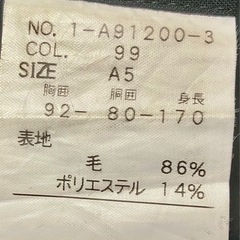 NO. 1-A91200-3
COL. 99
SIZE A5
胸囲 胴囲 身長
92-80-170
表地
毛 86%
ポリエステル 14%